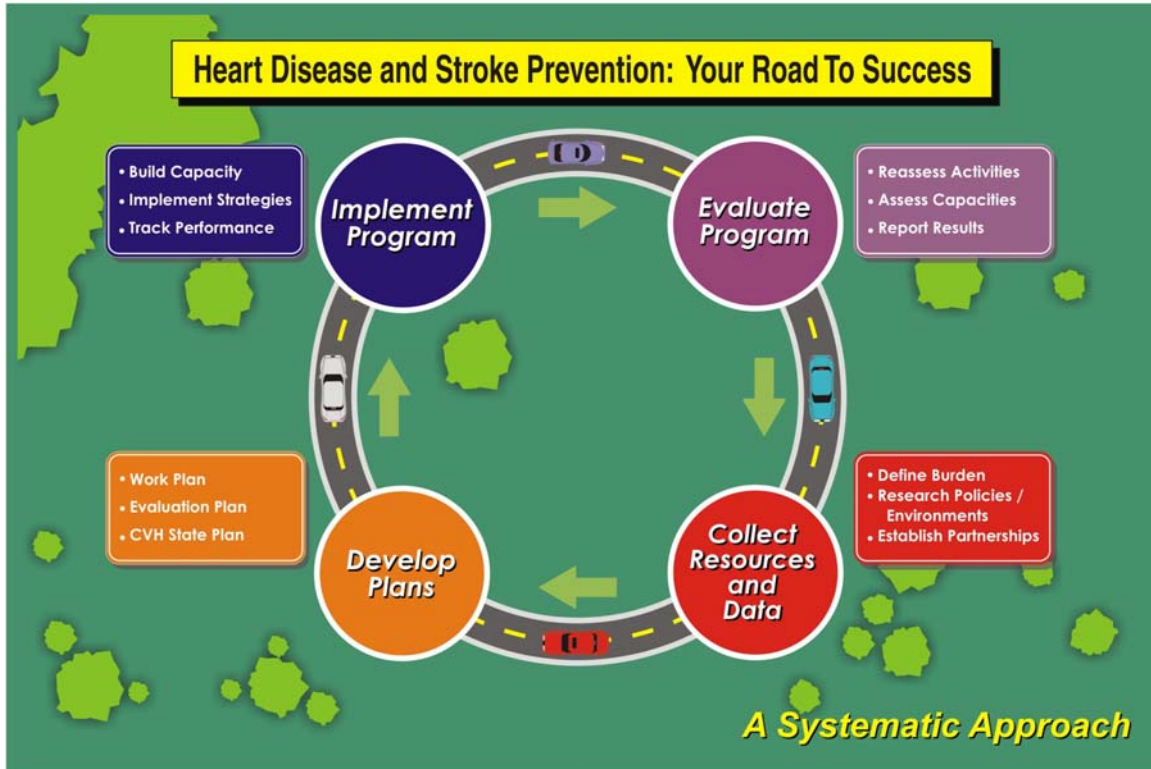 Heart Disease and Stroke Prevention: Your Road To Success
• Build Capacity
• Implement Strategies
• Track Performance
Implement
Program
Evaluate
Program
• Reassess Activities
• Assess Capacities
• Report Results
• Work Plan
• Evaluation Plan
• CVH State Plan
Develop
Plans
Collect
Resources
and
Data
• Define Burden
• Research Policies /
Environments
• Establish Partnerships
A Systematic Approach